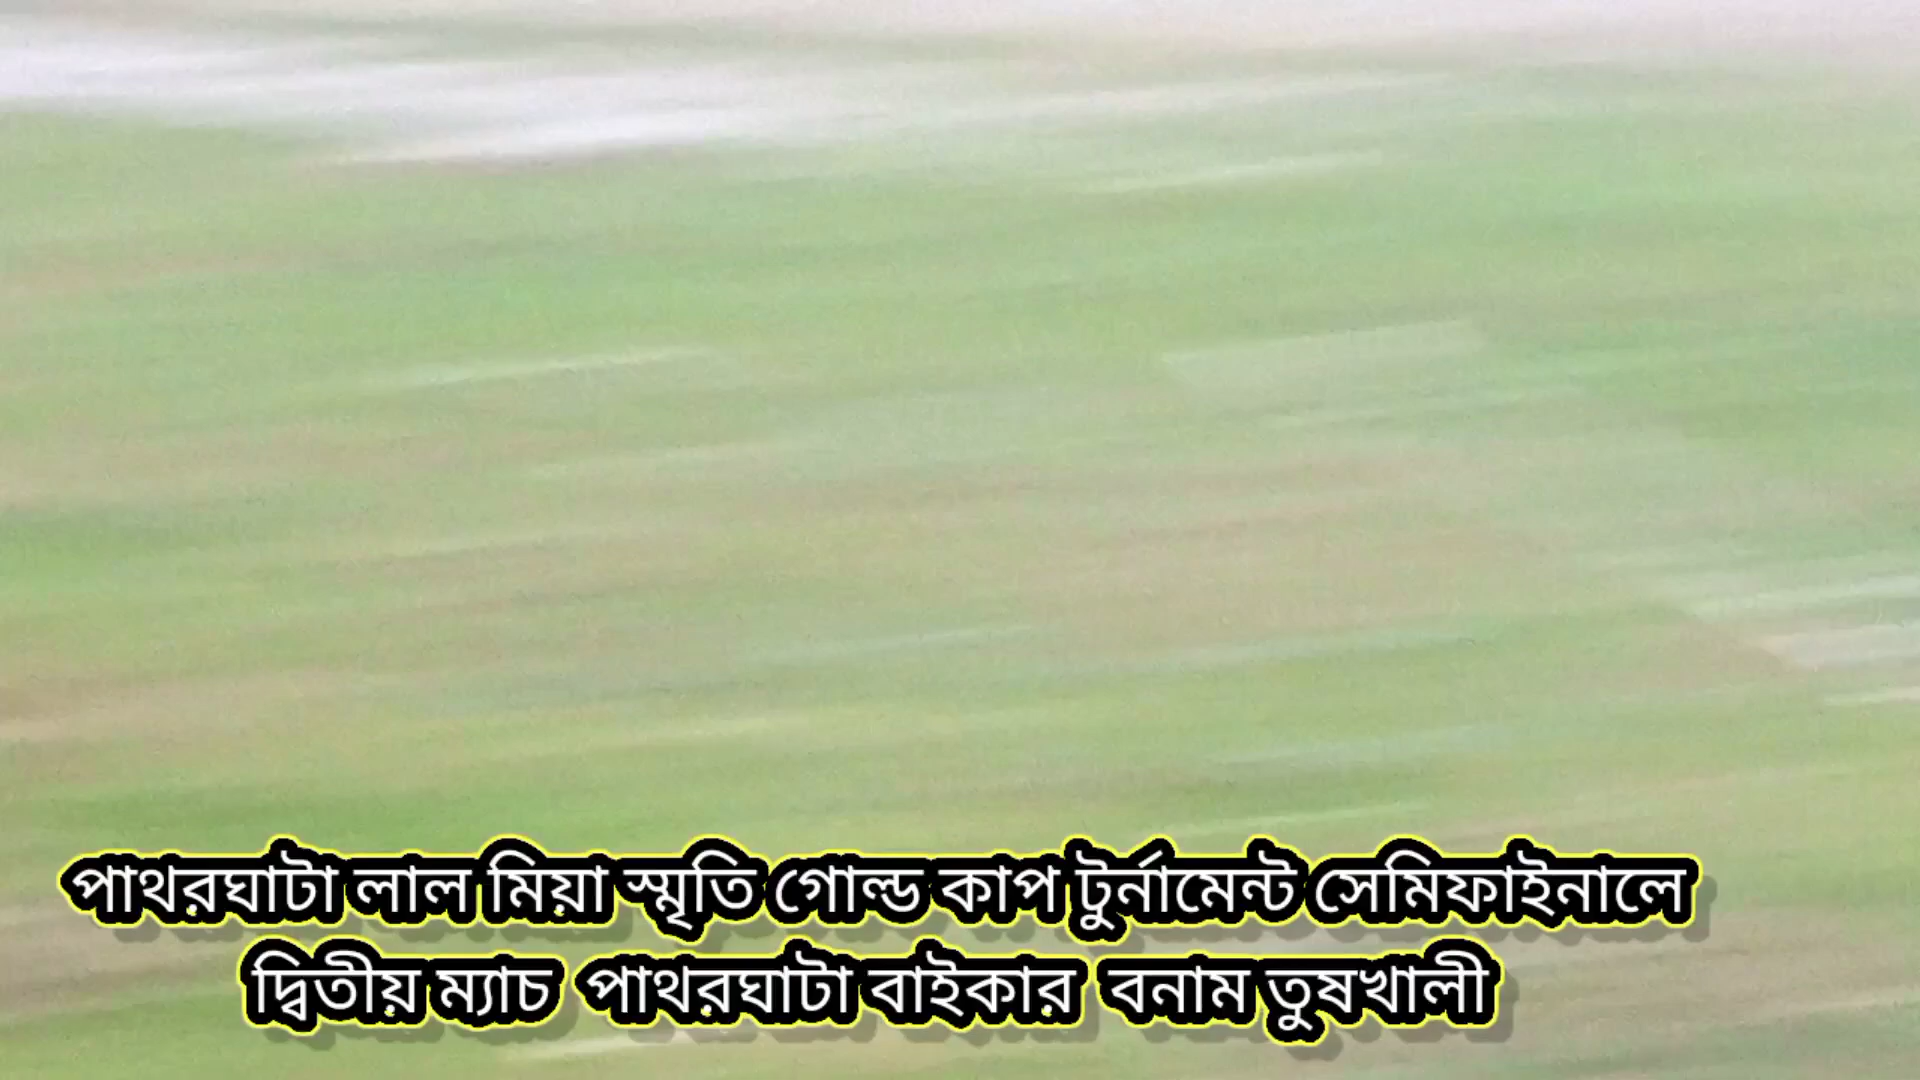 পাথরঘাটা লাল মিয়া স্মৃতি গোল্ড কাপ টুর্নামেন্ট সেমিফাইনালে
দ্বিতীয় ম্যাচ পাথরঘাটা বাইকার বনাম তুষখালী